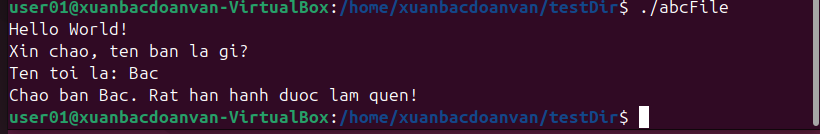 user01@xuanbacdoanvan-VirtualBox:/home/xuanbacdoanvan/testDir$ ./abcFile
Hello World!
Xin chao, ten ban la gi?
Ten toi la: Bac
Chao ban Bac. Rat han hanh duoc lam quen!
user01@xuanbacdoanvan-VirtualBox:/home/xuanbacdoanvan/testDir$